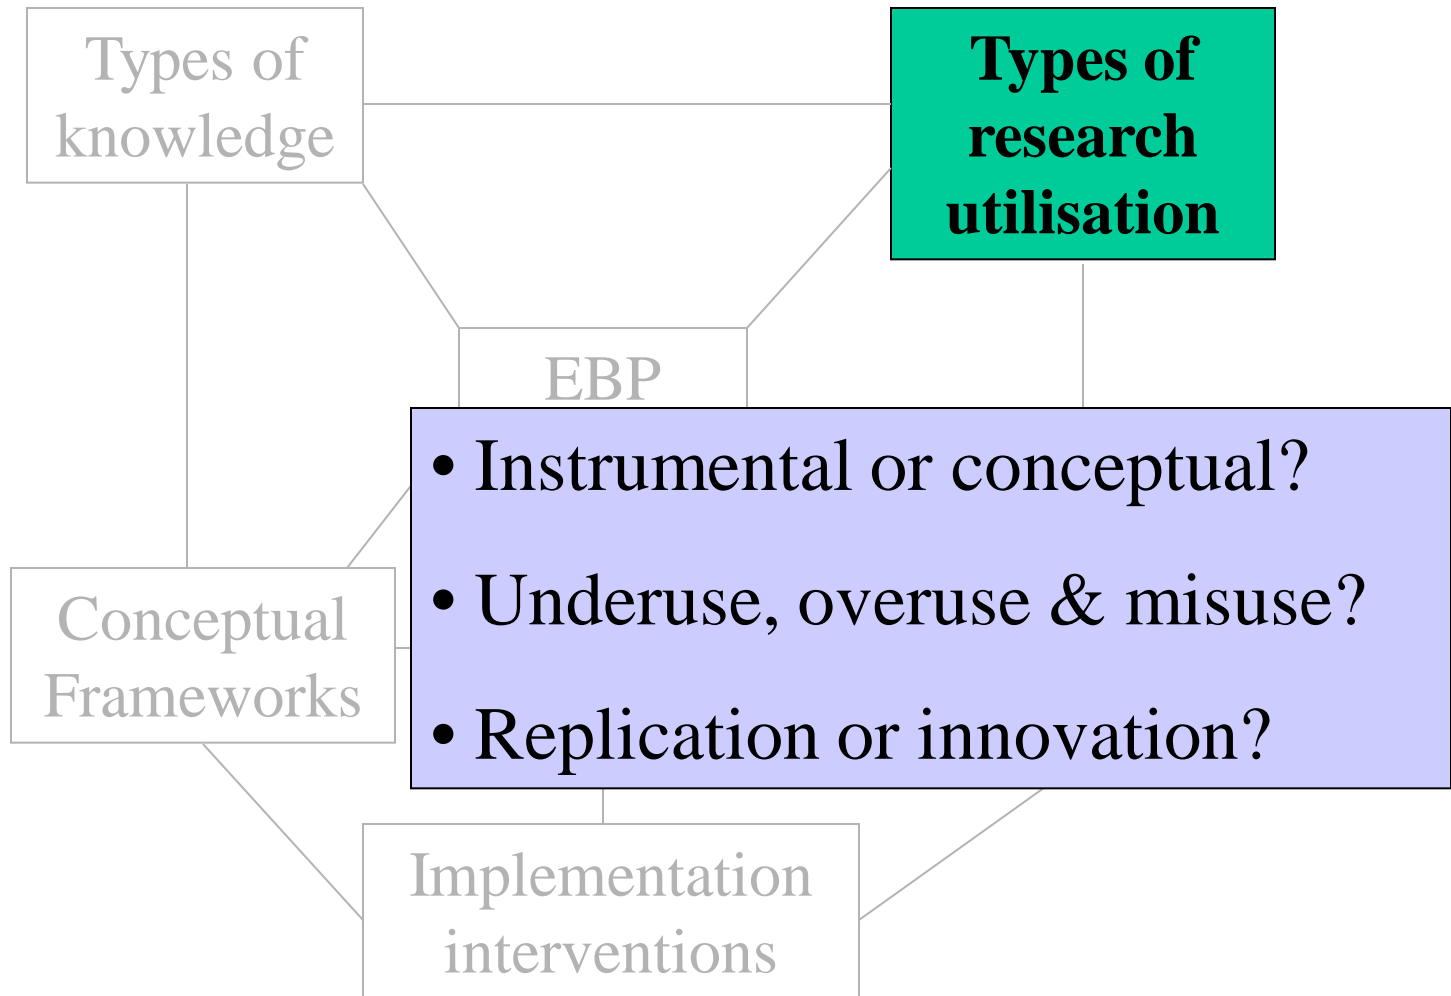 Types of
knowledge
Types of
research
utilisation
EBP
• Instrumental or conceptual?
• Underuse, overuse & misuse?
• Replication or innovation?
Conceptual
Frameworks
Implementation
interventions